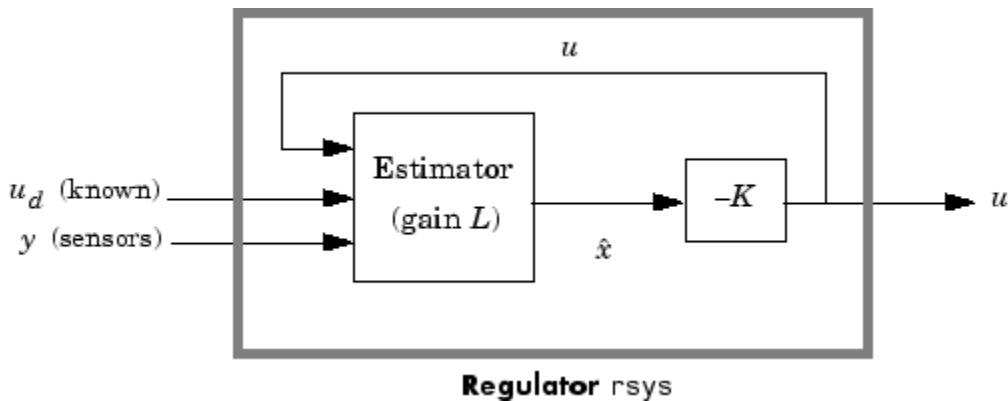 u
Estimator
(gain L)
u_d (known)
y (sensors)
–K
u
x̂
Regulator rsys